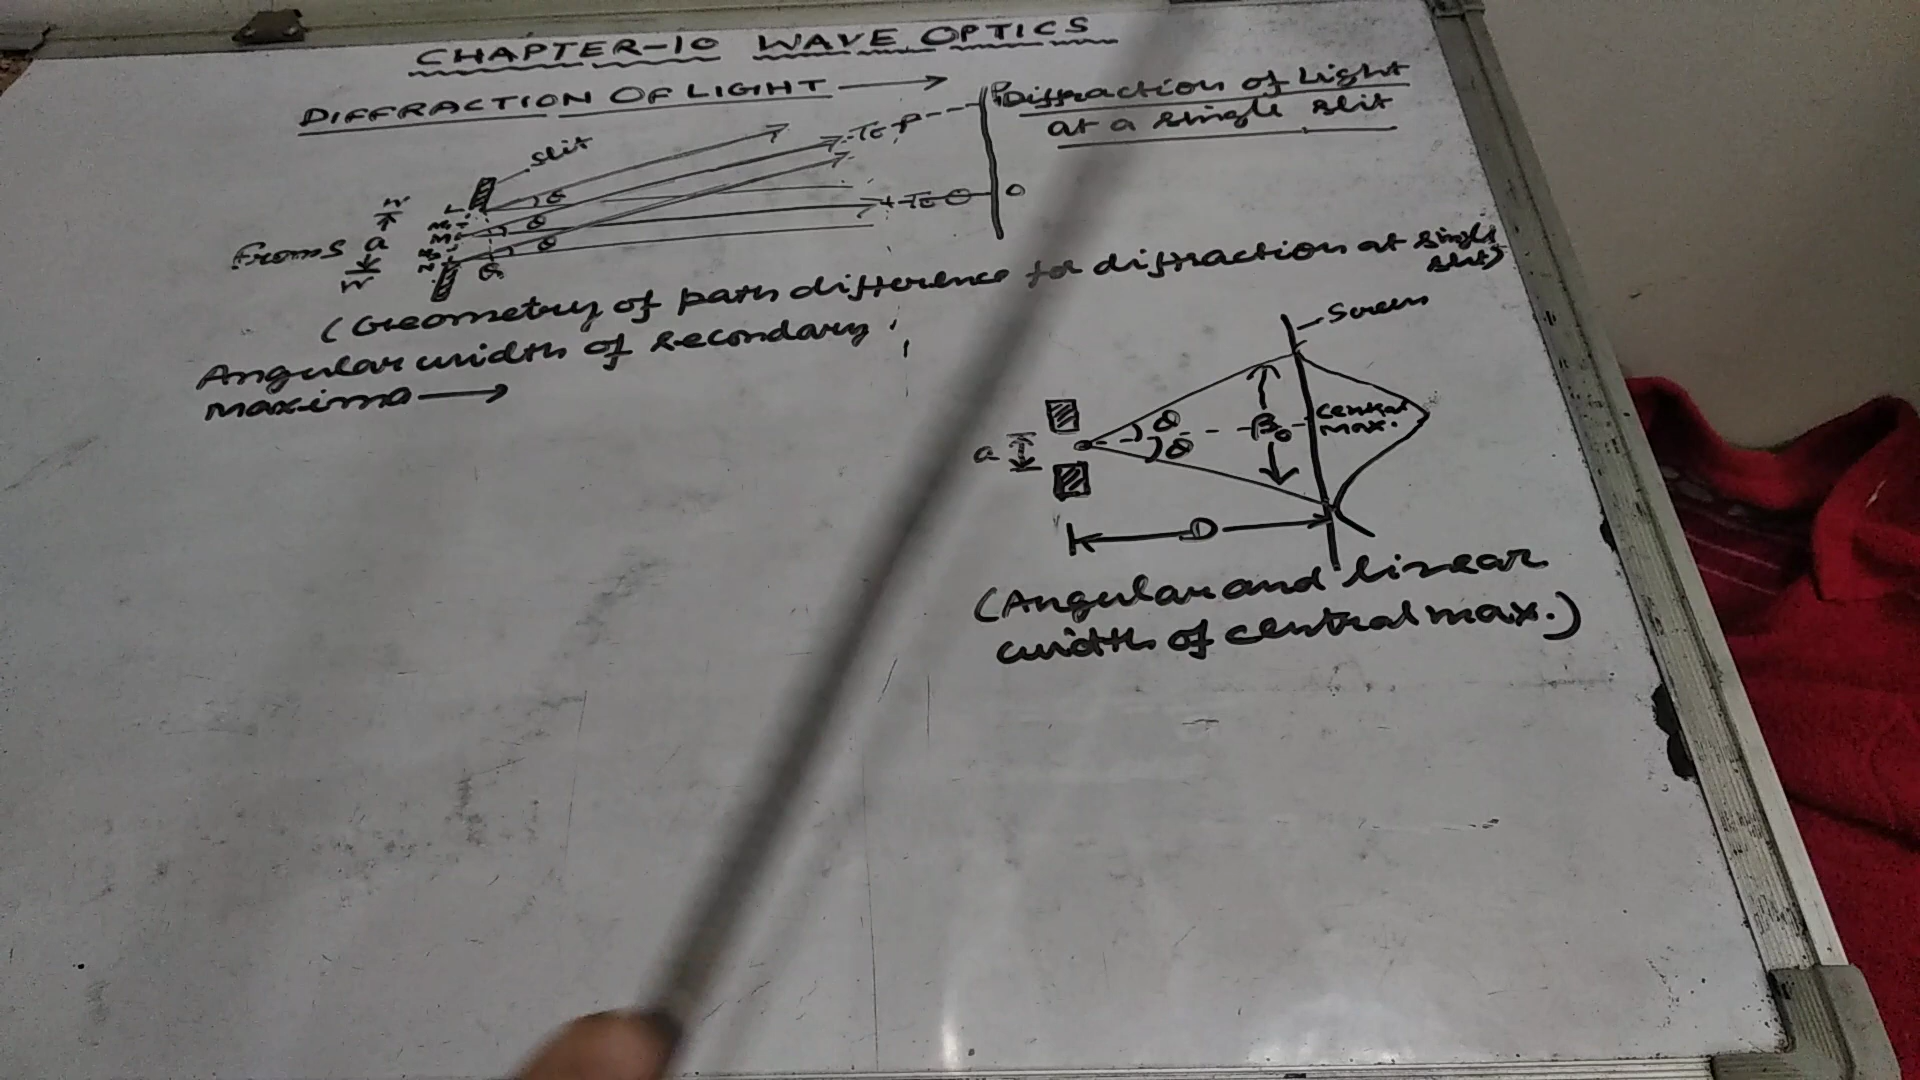 CHAPTER-10 WAVE OPTICS
DIFFRACTION OF LIGHT
Diffraction of Light
at a single slit
slit
To P
P
L
θ
θ
θ
M
N
a
W
W
From S
G
To O
O
(Geometry of path difference for diffraction at single
slit)
Angular width of secondary
maxima
Screen
a
θ
θ
β₀
central
max.
D
(Angular and linear
width of central max.)